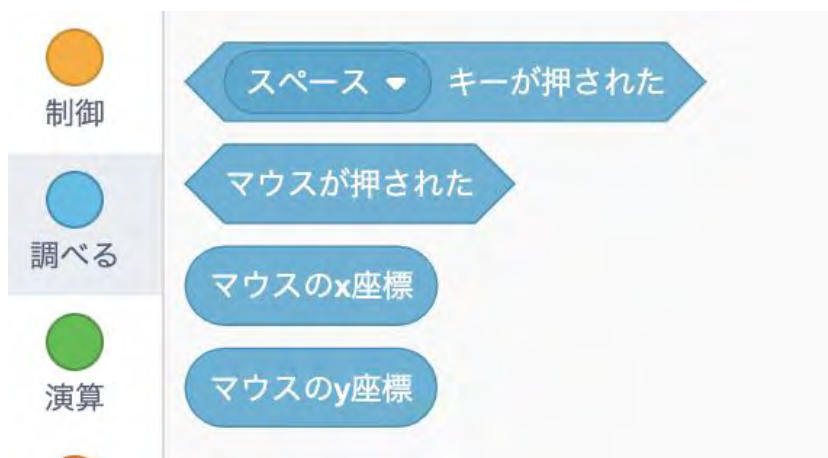 制御
調べる
演算
スペース キーが押された
マウスが押された
マウスのx座標
マウスのy座標